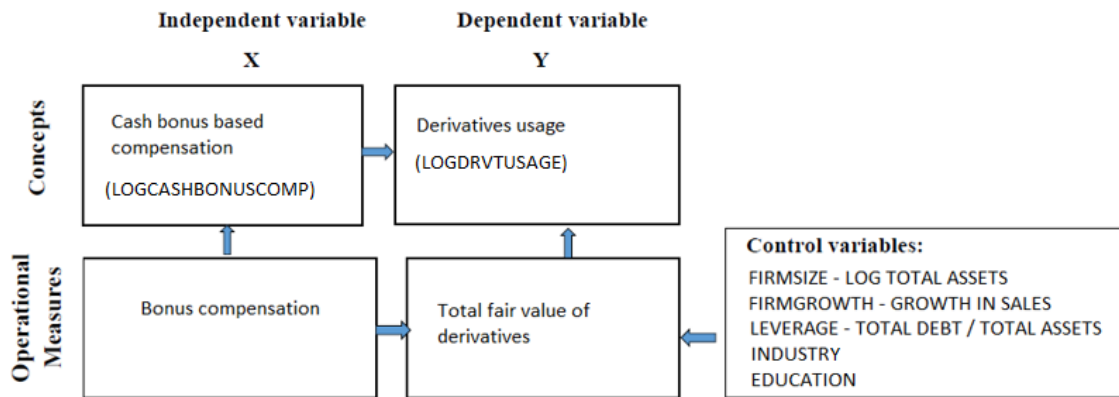 Independent variable
Dependent variable
X
Y
Concepts
Cash bonus based
compensation
(LOGCASHBONUSCOMP)
Derivatives usage
(LOGDRVTUSAGE)
Operational
Measures
Bonus compensation
Total fair value of
derivatives
Control variables:
FIRMSIZE - LOG TOTAL ASSETS
FIRMGROWTH - GROWTH IN SALES
LEVERAGE - TOTAL DEBT / TOTAL ASSETS
INDUSTRY
EDUCATION